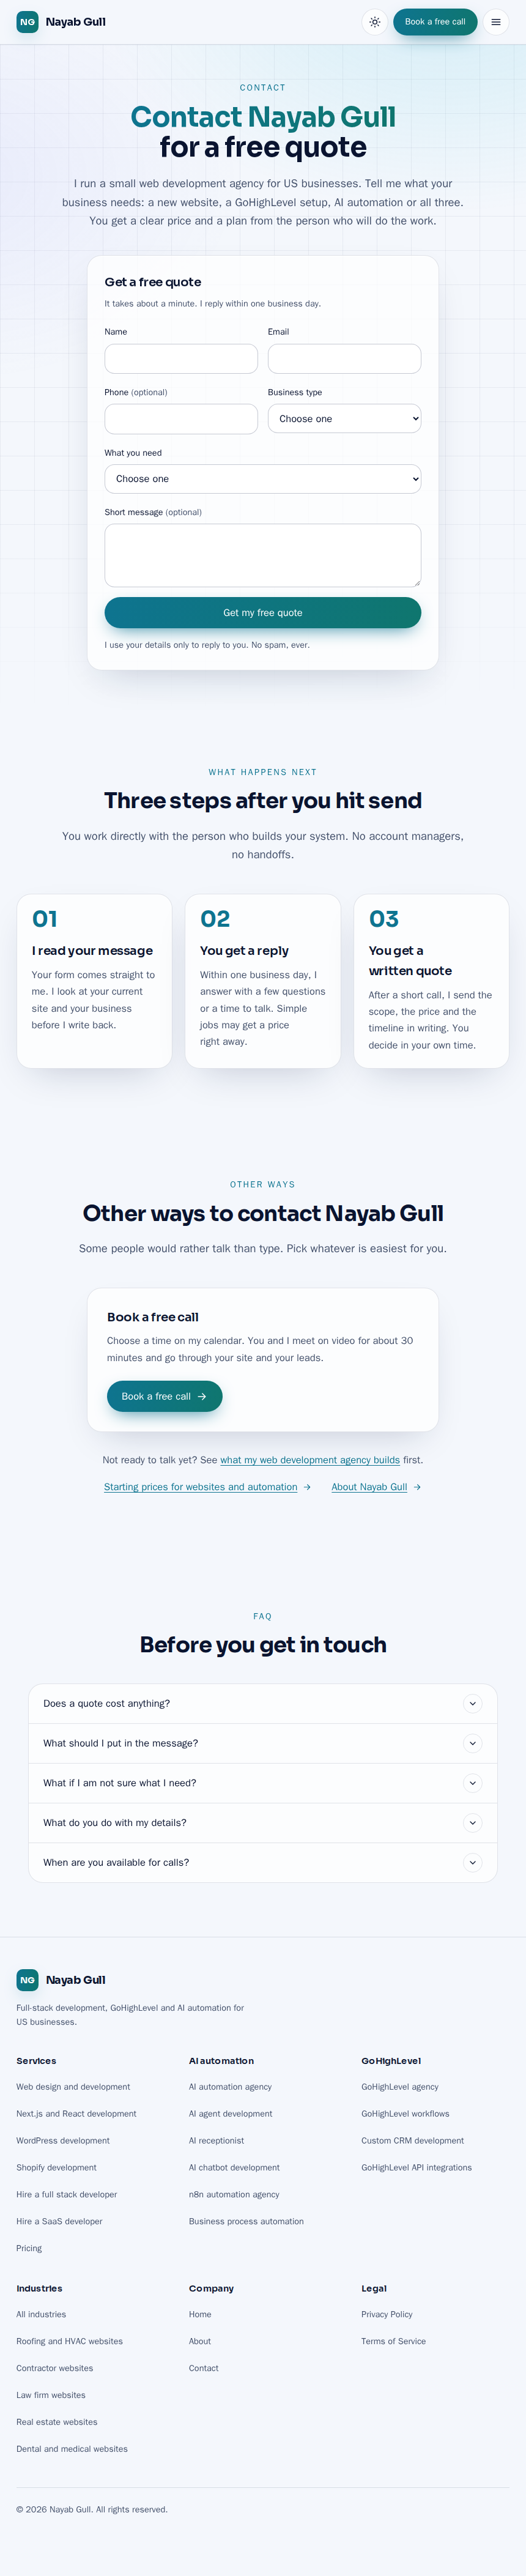 NG Nayab Gull
Book a free call
CONTACT
Contact Nayab Gull
for a free quote
I run a small web development agency for US businesses. Tell me what your
business needs: a new website, a GoHighLevel setup, AI automation or all three.
You get a clear price and a plan from the person who will do the work.
Get a free quote
It takes about a minute. I reply within one business day.
Name
Email
Phone (optional)
Business type
Choose one
What you need
Choose one
Short message (optional)
Get my free quote
I use your details only to reply to you. No spam, ever.
WHAT HAPPENS NEXT
Three steps after you hit send
You work directly with the person who builds your system. No account managers,
no handoffs.
01
I read your message
Your form comes straight to
me. I look at your current
site and your business
before I write back.
02
You get a reply
Within one business day, I
answer with a few questions
or a time to talk. Simple
jobs may get a price
right away.
03
You get a
written quote
After a short call, I send the
scope, the price and the
timeline in writing. You
decide in your own time.
OTHER WAYS
Other ways to contact Nayab Gull
Some people would rather talk than type. Pick whatever is easiest for you.
Book a free call
Choose a time on my calendar. You and I meet on video for about 30
minutes and go through your site and your leads.
Book a free call →
Not ready to talk yet? See what my web development agency builds first.
Starting prices for websites and automation →
About Nayab Gull →
FAQ
Before you get in touch
Does a quote cost anything?
What should I put in the message?
What if I am not sure what I need?
What do you do with my details?
When are you available for calls?
NG Nayab Gull
Full-stack development, GoHighLevel and AI automation for
US businesses.
Services
Web design and development
Next.js and React development
WordPress development
Shopify development
Hire a full stack developer
Hire a SaaS developer
Pricing
AI automation
AI automation agency
AI agent development
AI receptionist
AI chatbot development
n8n automation agency
Business process automation
GoHighLevel
GoHighLevel agency
GoHighLevel workflows
Custom CRM development
GoHighLevel API integrations
Industries
All industries
Roofing and HVAC websites
Contractor websites
Law firm websites
Real estate websites
Dental and medical websites
Company
Home
About
Contact
Legal
Privacy Policy
Terms of Service
© 2026 Nayab Gull. All rights reserved.